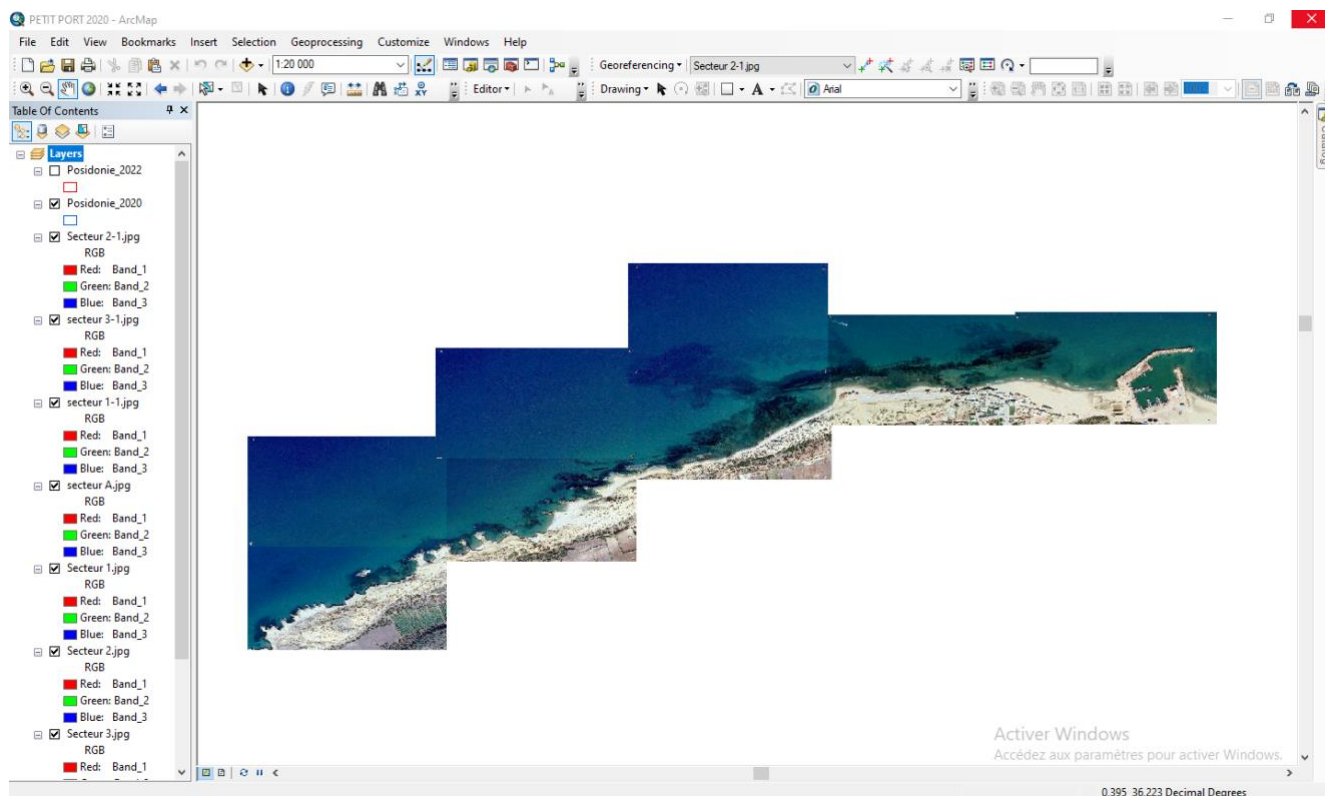 PETIT PORT 2020 - ArcMap
File Edit View Bookmarks Insert Selection Geoprocessing Customize Windows Help
1:20 000
Georeferencing
Secteur 2-1.jpg
Editor
Drawing
A
Arial
Table Of Contents
Layers
Posidonie_2022
Posidonie_2020
Secteur 2-1.jpg
RGB
Red: Band_1
Green: Band_2
Blue: Band_3
secteur 3-1.jpg
RGB
Red: Band_1
Green: Band_2
Blue: Band_3
secteur 1-1.jpg
RGB
Red: Band_1
Green: Band_2
Blue: Band_3
secteur A.jpg
RGB
Red: Band_1
Green: Band_2
Blue: Band_3
Secteur 1.jpg
RGB
Red: Band_1
Green: Band_2
Blue: Band_3
Secteur 2.jpg
RGB
Red: Band_1
Green: Band_2
Blue: Band_3
Secteur 3.jpg
RGB
Red: Band_1
Activer Windows
Accédez aux paramètres pour activer Windows.
0.395 36.223 Decimal Degrees